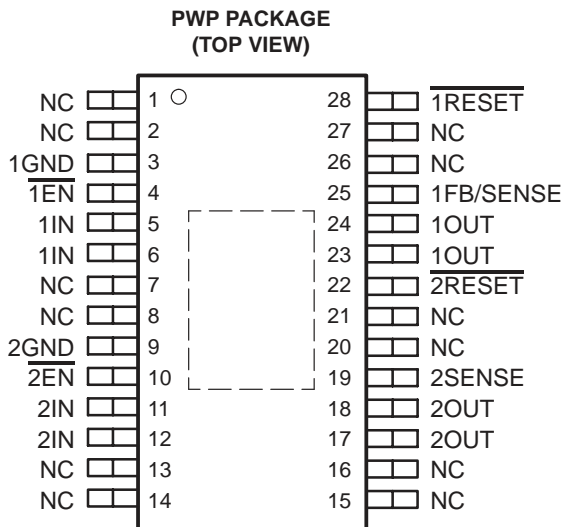 PWP PACKAGE
(TOP VIEW)
NC 1 28 1RESET
NC 2 27 NC
1GND 3 26 NC
1EN 4 25 1FB/SENSE
1IN 5 24 1OUT
1IN 6 23 1OUT
NC 7 22 2RESET
NC 8 21 NC
2GND 9 20 NC
2EN 10 19 2SENSE
2IN 11 18 2OUT
2IN 12 17 2OUT
NC 13 16 NC
NC 14 15 NC